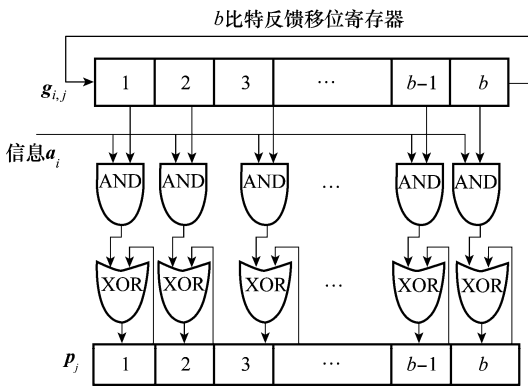 b比特反馈移位寄存器
g_{i,j} 1 2 3 ⋯ b−1 b
信息a_i
AND AND AND ⋯ AND AND
XOR XOR XOR ⋯ XOR XOR
p_j 1 2 3 ⋯ b−1 b